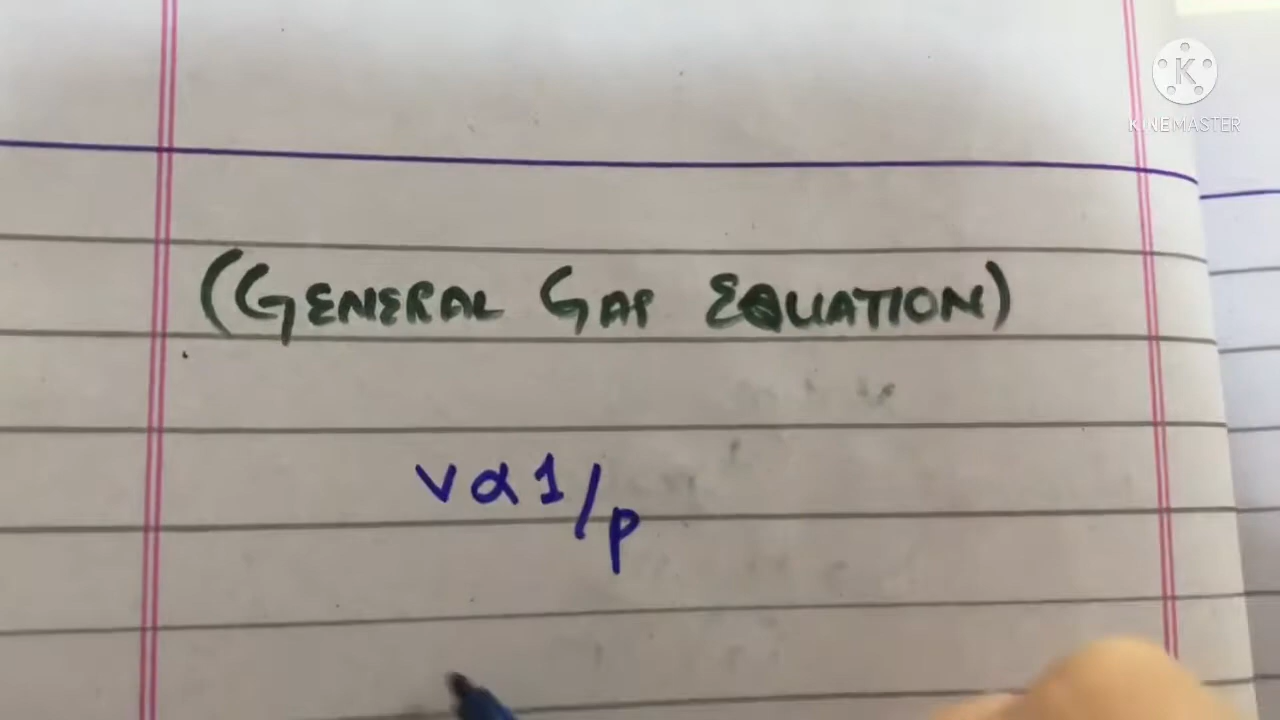 K
KINEMASTER
(GENERAL GAS EQUATION)
V α 1/p